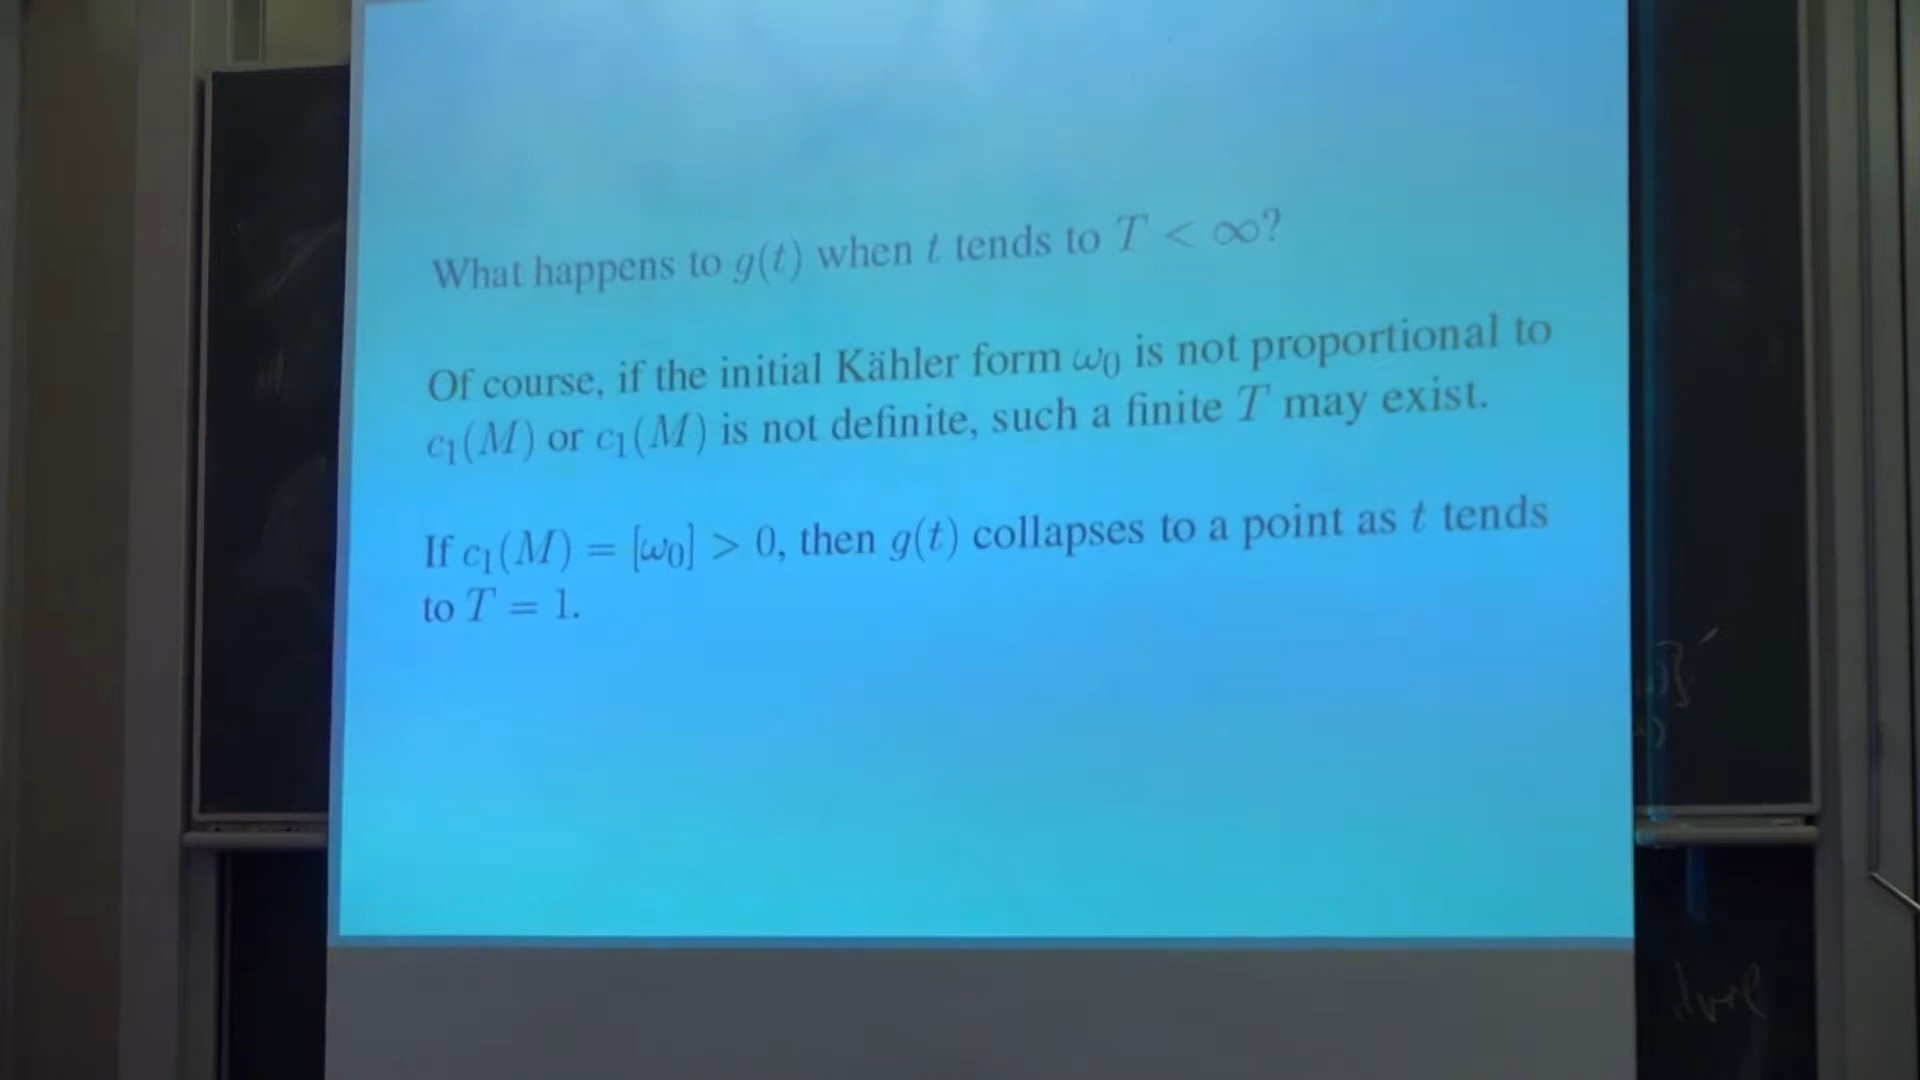 What happens to g(t) when t tends to T < ∞?
Of course, if the initial Kähler form ω₀ is not proportional to
c₁(M) or c₁(M) is not definite, such a finite T may exist.
If c₁(M) = [ω₀] > 0, then g(t) collapses to a point as t tends
to T = 1.